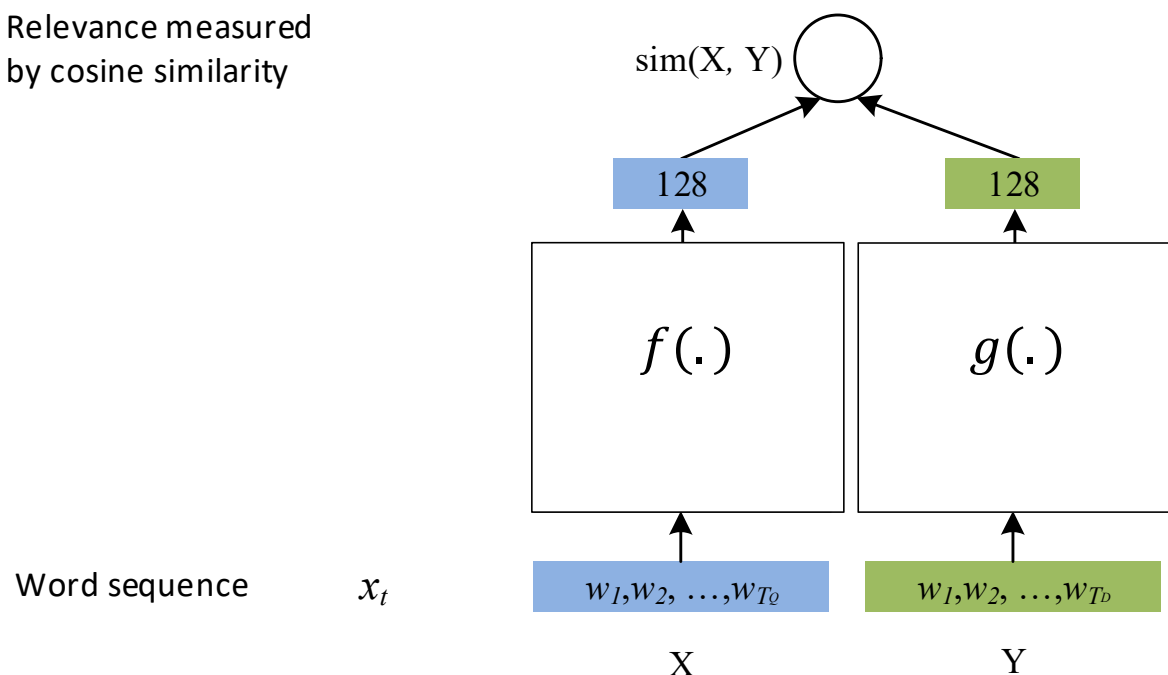 Relevance measured
by cosine similarity
sim(X, Y)
128 128
f(.) g(.)
Word sequence x_t w_1,w_2, …,w_{T_Q} w_1,w_2, …,w_{T_D}
X Y